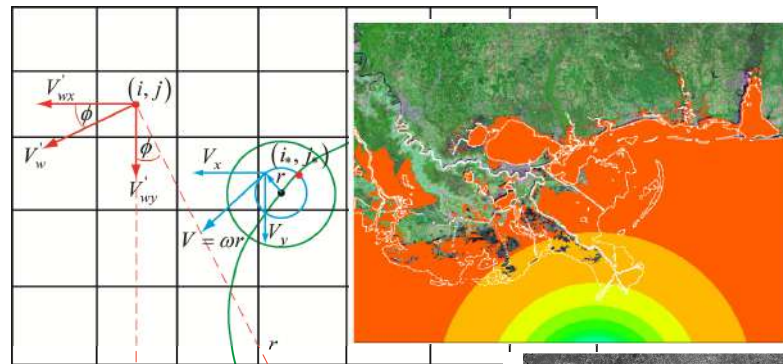 (i, j)
V'wx
ϕ
V'w
ϕ
V'wy
(i*, j*)
Vx
r
V = ωr
Vy
r